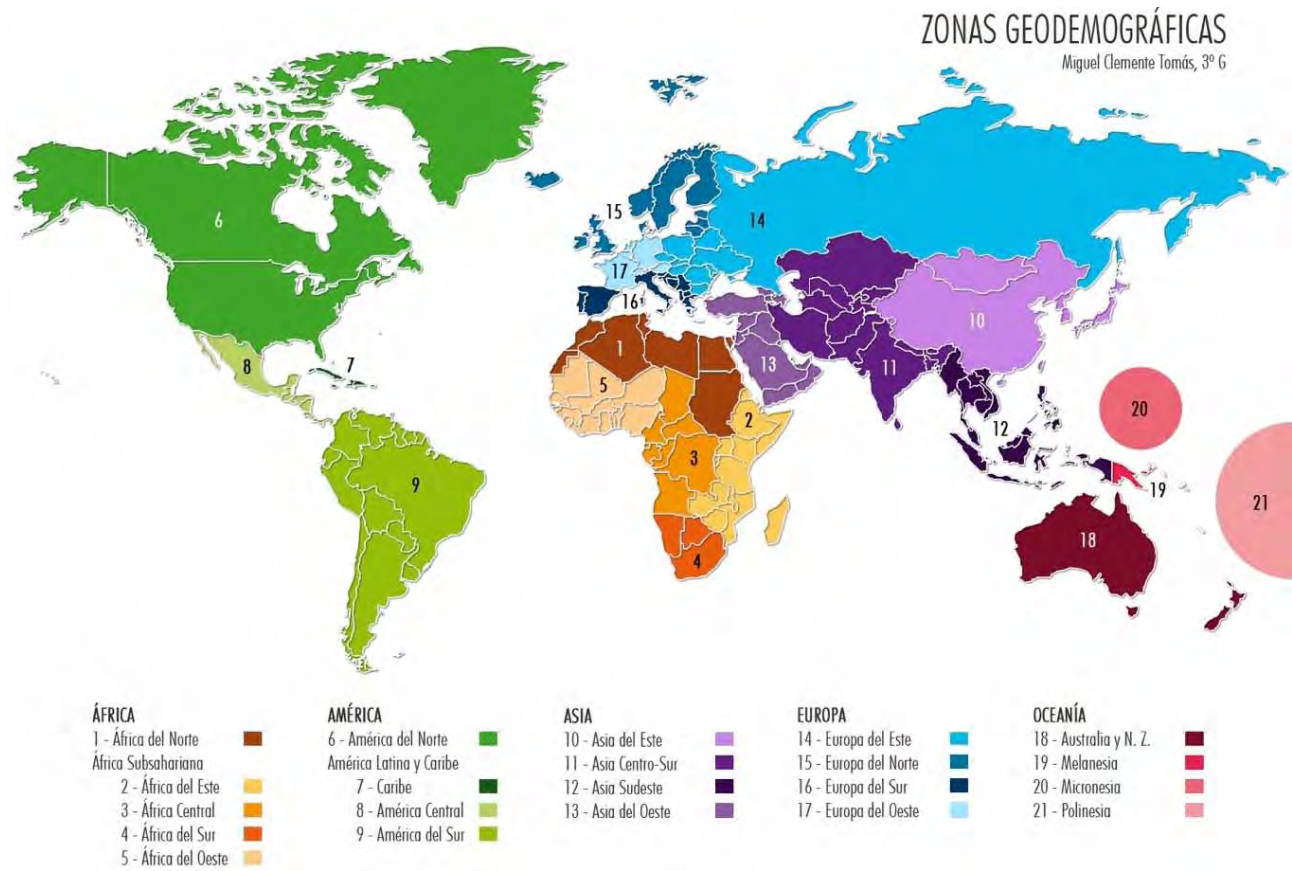 ZONAS GEODEMOGRÁFICAS
Miguel Clemente Tomás, 3º G
6
15
14
17
16
8
7
1
5
13
10
11
2
12
20
3
9
19
21
18
4
ÁFRICA
1 - África del Norte
África Subsahariana
2 - África del Este
3 - África Central
4 - África del Sur
5 - África del Oeste
AMÉRICA
6 - América del Norte
América Latina y Caribe
7 - Caribe
8 - América Central
9 - América del Sur
ASIA
10 - Asia del Este
11 - Asia Centro-Sur
12 - Asia Sudeste
13 - Asia del Oeste
EUROPA
14 - Europa del Este
15 - Europa del Norte
16 - Europa del Sur
17 - Europa del Oeste
OCEANÍA
18 - Australia y N. Z.
19 - Melanesia
20 - Micronesia
21 - Polinesia